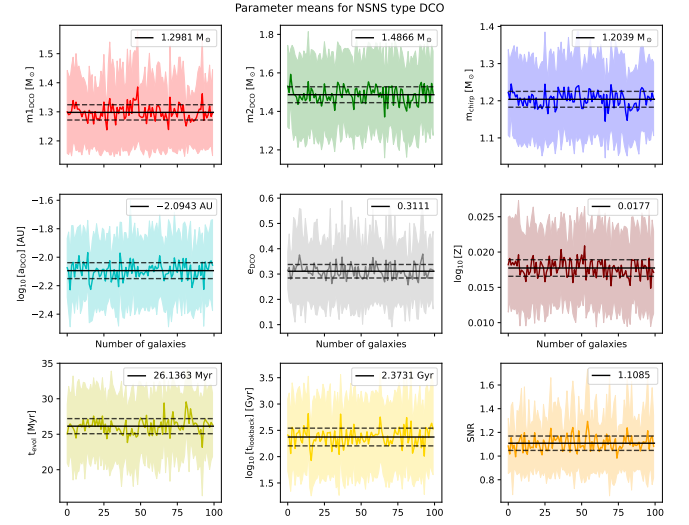 Parameter means for NSNS type DCO
1.2981 M⊙
1.4866 M⊙
1.2039 M⊙
m1DCO [M⊙]
1.5
1.4
1.3
1.2
m2DCO [M⊙]
1.8
1.6
1.4
1.2
mchirp [M⊙]
1.4
1.3
1.2
1.1
−2.0943 AU
0.3111
0.0177
log10 [aDCO] [AU]
−1.6
−1.8
−2.0
−2.2
−2.4
eDCO
0.6
0.5
0.4
0.3
0.2
0.1
log10 [Z]
0.025
0.020
0.015
0.010
Number of galaxies
Number of galaxies
Number of galaxies
26.1363 Myr
2.3731 Gyr
1.1085
tevol [Myr]
35
30
25
20
log10 [tlookback] [Gyr]
3.5
3.0
2.5
2.0
1.5
SNR
1.6
1.4
1.2
1.0
0.8
0 25 50 75 100
0 25 50 75 100
0 25 50 75 100